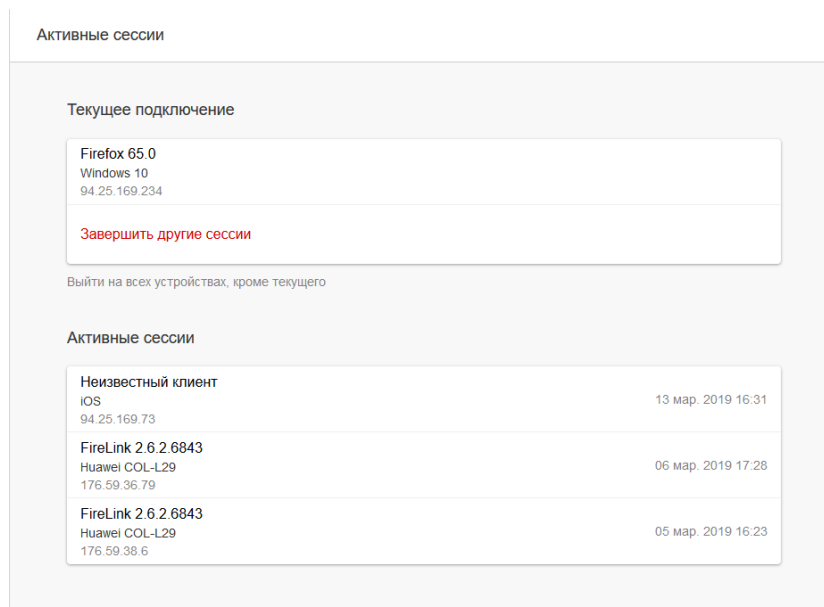 Активные сессии
Текущее подключение
Firefox 65.0
Windows 10
94.25.169.234
Завершить другие сессии
Выйти на всех устройствах, кроме текущего
Активные сессии
Неизвестный клиент
iOS
94.25.169.73
13 мар. 2019 16:31
FireLink 2.6.2.6843
Huawei COL-L29
176.59.36.79
06 мар. 2019 17:28
FireLink 2.6.2.6843
Huawei COL-L29
176.59.38.6
05 мар. 2019 16:23